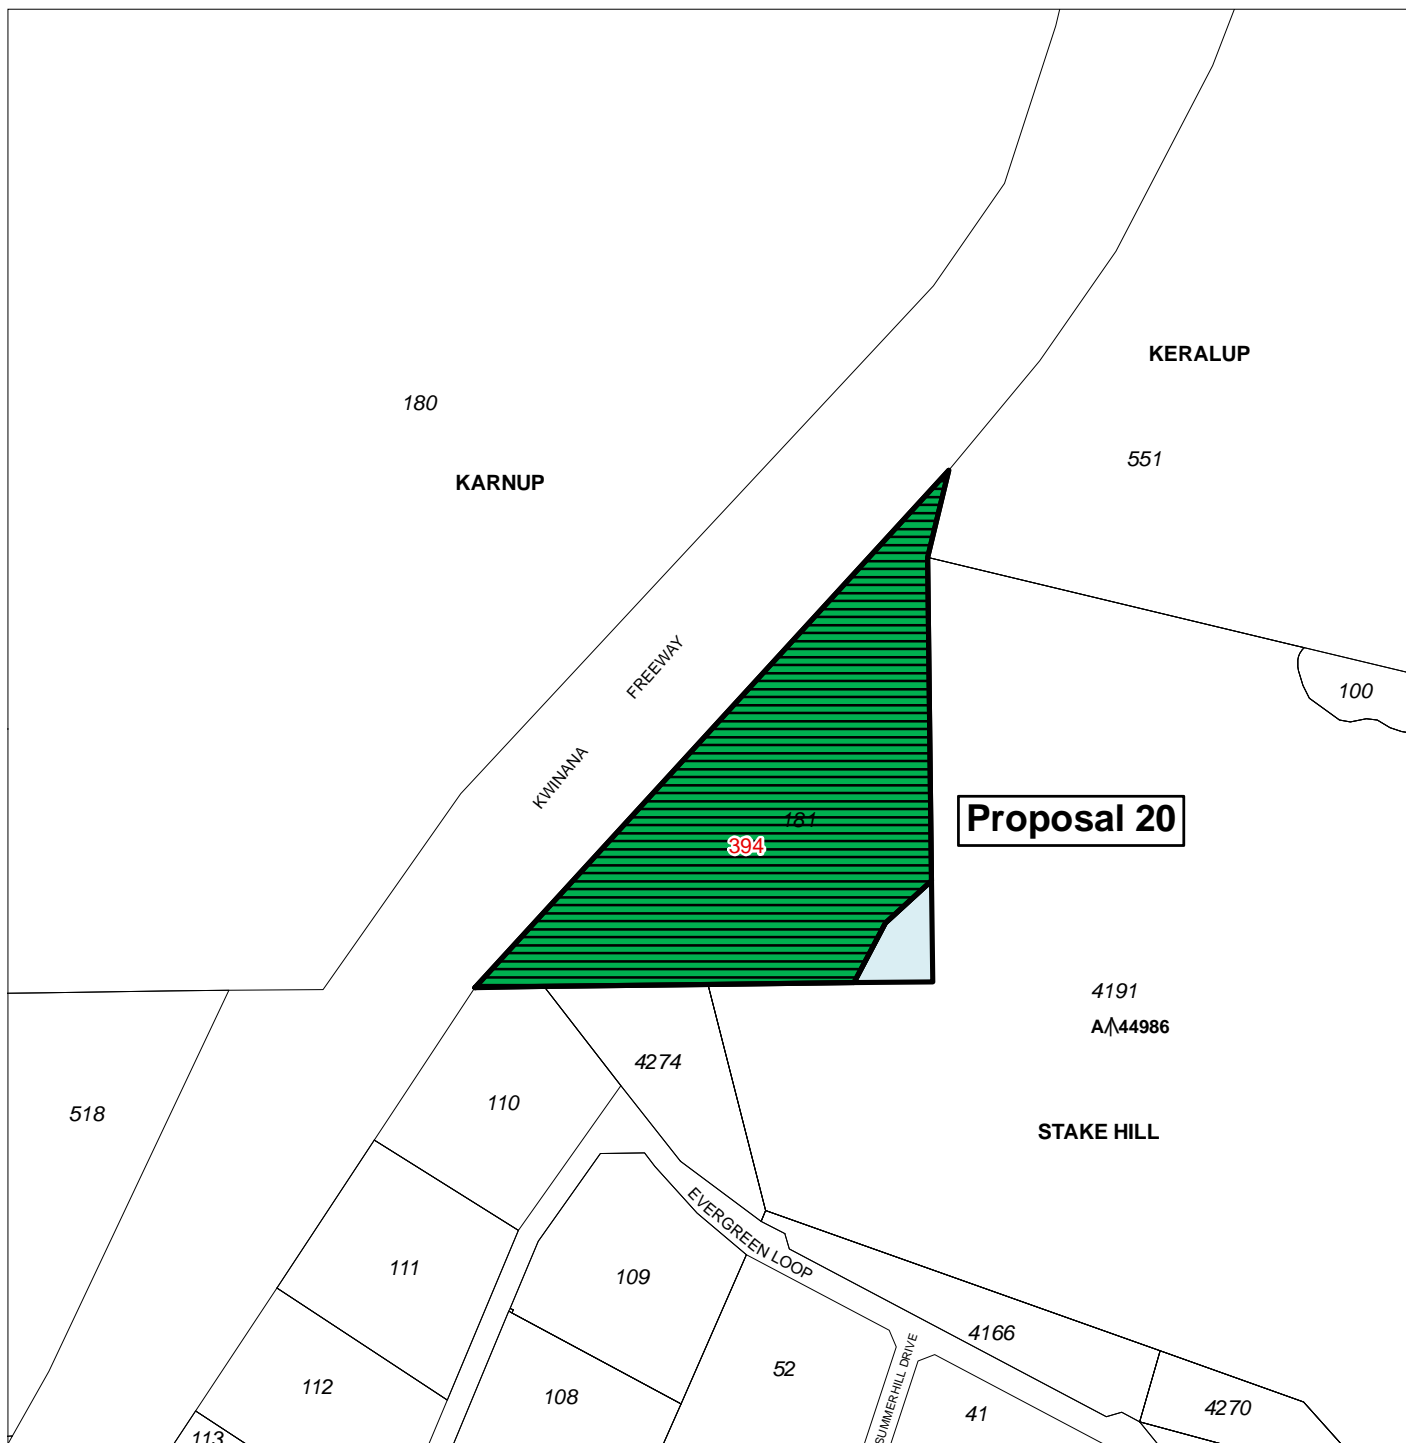 KERALUP
180
551
KARNUP
FREEWAY
100
KWINANA
181
Proposal 20
394
4191
A 44986
4274
110
518
STAKE HILL
EVERGREEN LOOP
111
109
4166
SUMMERHILL DRIVE
52
112
108
4270
41
113